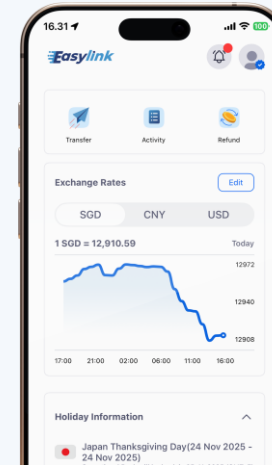 16.31
100
Easylink
Transfer
Activity
Refund
Exchange Rates
Edit
SGD
CNY
USD
1 SGD = 12,910.59
Today
12972
12940
12908
17:00 21:00 02:00 06:00 11:00 16:00
Holiday Information
Japan Thanksgiving Day(24 Nov 2025 -
24 Nov 2025)